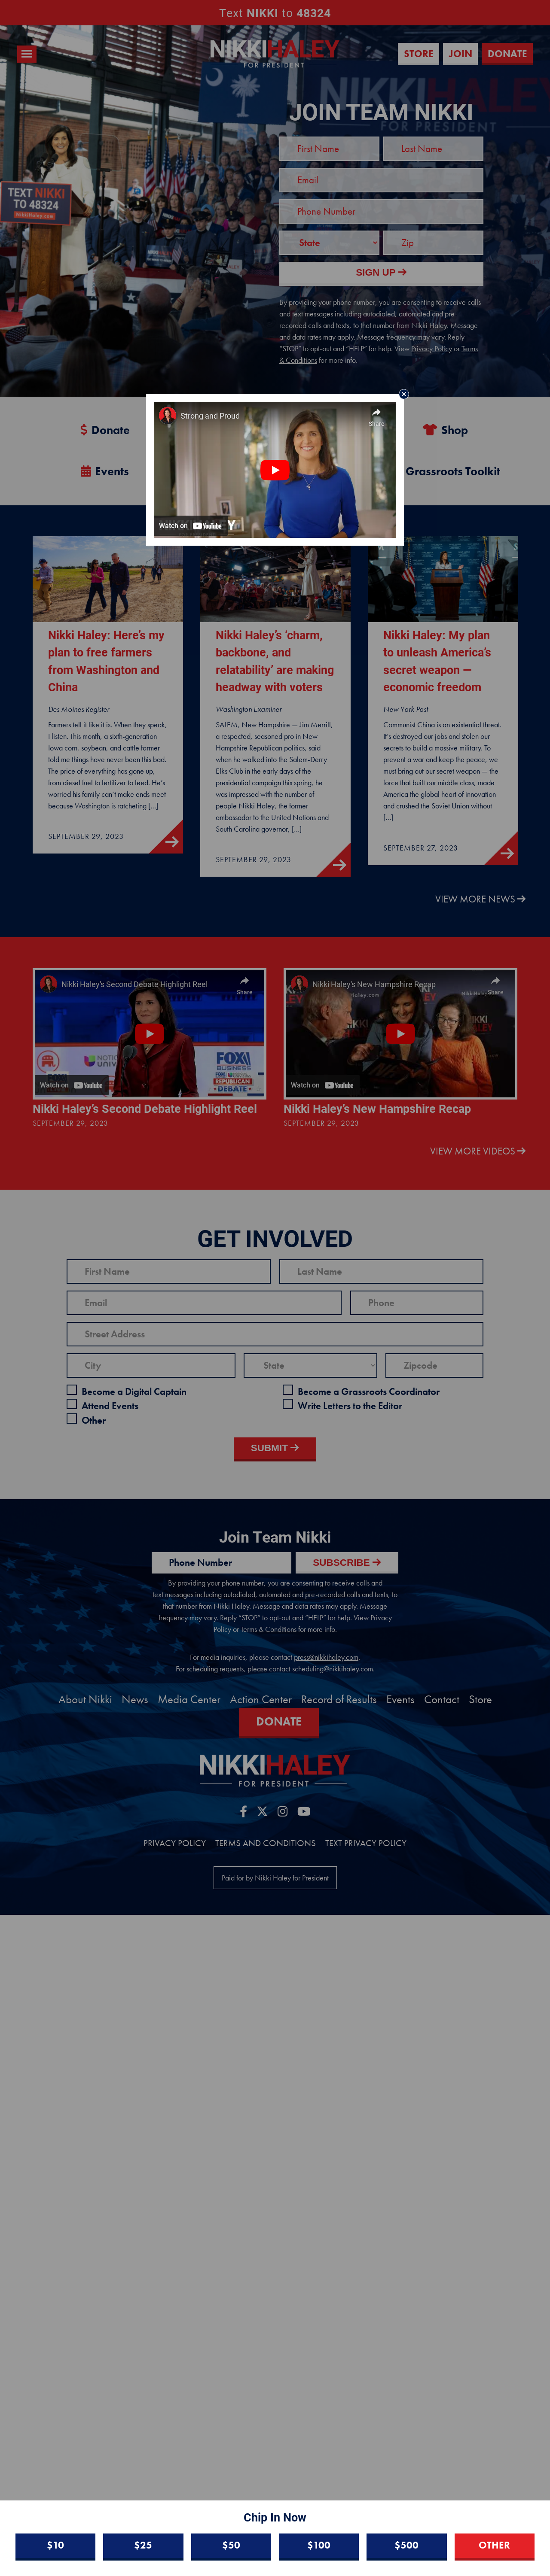 Text NIKKI to 48324
NIKKI HALEY
FOR PRESIDENT
STORE
JOIN
DONATE
TEXT NIKKI
TO 48324
NikkiHaley.com
JOIN TEAM NIKKI
First Name
Last Name
Email
Phone Number
State
Zip
SIGN UP
By providing your phone number, you are consenting to receive calls
and text messages including autodialed, automated and pre-
recorded calls and texts, to that number from Nikki Haley. Message
and data rates may apply. Message frequency may vary. Reply
“STOP” to opt-out and “HELP” for help. View Privacy Policy or Terms
& Conditions for more info.
Donate
Shop
Events
Grassroots Toolkit
Strong and Proud
Share
Watch on YouTube
Nikki Haley: Here’s my
plan to free farmers
from Washington and
China
Des Moines Register
Farmers tell it like it is. When they speak,
I listen. This month, a sixth-generation
Iowa corn, soybean, and cattle farmer
told me things have never been this bad.
The price of everything has gone up,
from diesel fuel to fertilizer to feed. He’s
worried his family can’t make ends meet
because Washington is ratcheting […]
SEPTEMBER 29, 2023
Nikki Haley’s ‘charm,
backbone, and
relatability’ are making
headway with voters
Washington Examiner
SALEM, New Hampshire — Jim Merrill,
a respected, seasoned pro in New
Hampshire Republican politics, said
when he walked into the Salem-Derry
Elks Club in the early days of the
presidential campaign this spring, he
was impressed with the number of
people Nikki Haley, the former
ambassador to the United Nations and
South Carolina governor, […]
SEPTEMBER 29, 2023
Nikki Haley: My plan
to unleash America’s
secret weapon —
economic freedom
New York Post
Communist China is an existential threat.
It’s destroyed our jobs and stolen our
secrets to build a massive military. To
prevent a war and keep the peace, we
must bring out our secret weapon — the
force that built our middle class, made
America the global heart of innovation
and crushed the Soviet Union without
[…]
SEPTEMBER 27, 2023
VIEW MORE NEWS
Nikki Haley's Second Debate Highlight Reel
Share
Watch on YouTube
FOX
BUSINESS
REPUBLICAN
DEBATE
Nikki Haley’s Second Debate Highlight Reel
SEPTEMBER 29, 2023
Nikki Haley's New Hampshire Recap
Share
Watch on YouTube
Nikki Haley’s New Hampshire Recap
SEPTEMBER 29, 2023
VIEW MORE VIDEOS
GET INVOLVED
First Name
Last Name
Email
Phone
Street Address
City
State
Zipcode
Become a Digital Captain
Become a Grassroots Coordinator
Attend Events
Write Letters to the Editor
Other
SUBMIT
Join Team Nikki
Phone Number
SUBSCRIBE
By providing your phone number, you are consenting to receive calls and
text messages including autodialed, automated and pre-recorded calls and texts, to
that number from Nikki Haley. Message and data rates may apply. Message
frequency may vary. Reply “STOP” to opt-out and “HELP” for help. View Privacy
Policy or Terms & Conditions for more info.
For media inquiries, please contact press@nikkihaley.com.
For scheduling requests, please contact scheduling@nikkihaley.com.
About Nikki News Media Center Action Center Record of Results Events Contact Store
DONATE
NIKKI HALEY
FOR PRESIDENT
PRIVACY POLICY TERMS AND CONDITIONS TEXT PRIVACY POLICY
Paid for by Nikki Haley for President
Chip In Now
$10
$25
$50
$100
$500
OTHER